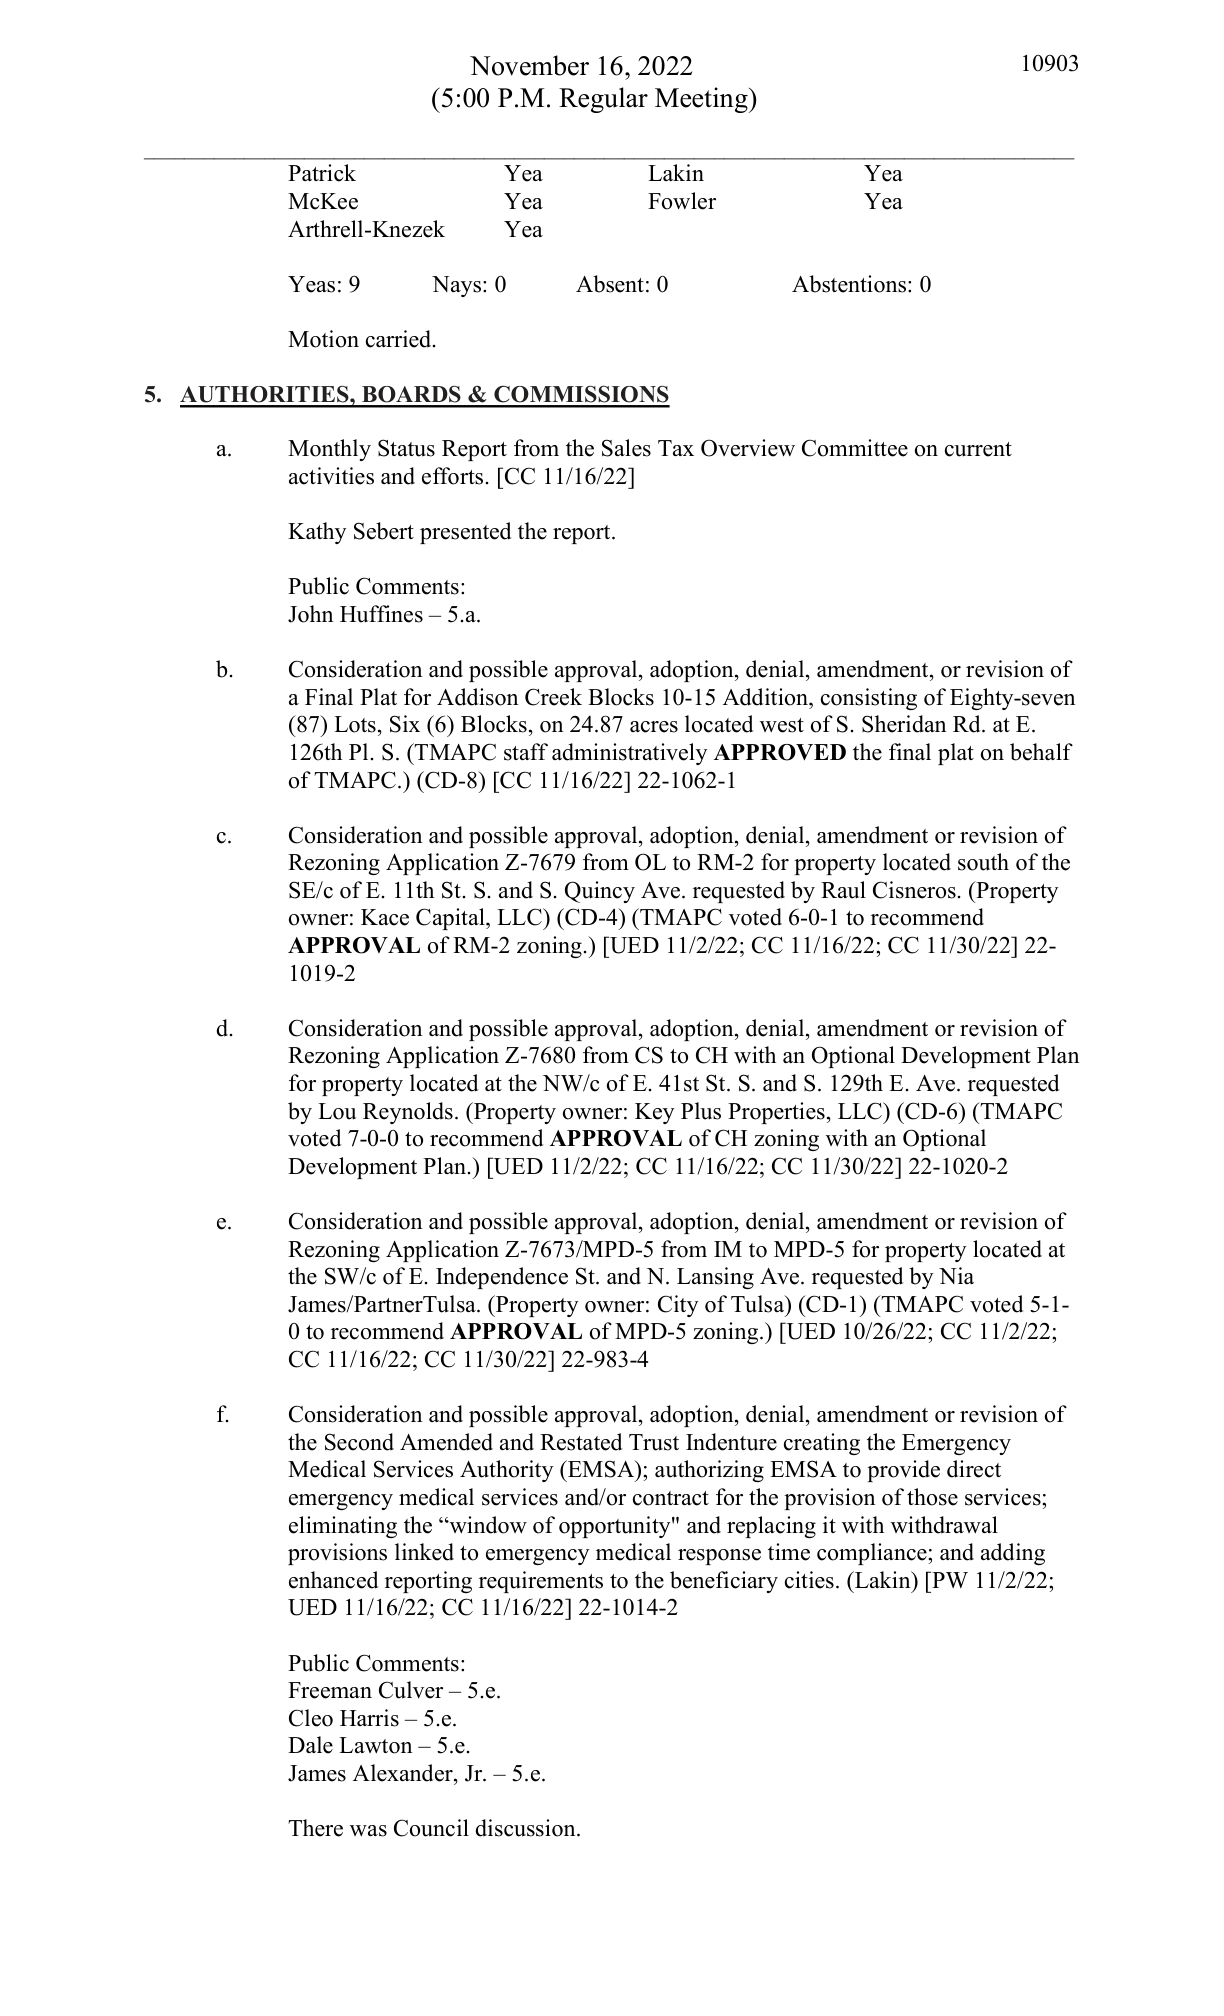 November 16, 2022
10903
(5:00 P.M. Regular Meeting)
Patrick Yea Lakin Yea
McKee Yea Fowler Yea
Arthrell-Knezek Yea
Yeas: 9 Nays: 0 Absent: 0 Abstentions: 0
Motion carried.
5. AUTHORITIES, BOARDS & COMMISSIONS
a. Monthly Status Report from the Sales Tax Overview Committee on current
activities and efforts. [CC 11/16/22]
Kathy Sebert presented the report.
Public Comments:
John Huffines – 5.a.
b. Consideration and possible approval, adoption, denial, amendment, or revision of
a Final Plat for Addison Creek Blocks 10-15 Addition, consisting of Eighty-seven
(87) Lots, Six (6) Blocks, on 24.87 acres located west of S. Sheridan Rd. at E.
126th Pl. S. (TMAPC staff administratively APPROVED the final plat on behalf
of TMAPC.) (CD-8) [CC 11/16/22] 22-1062-1
c. Consideration and possible approval, adoption, denial, amendment or revision of
Rezoning Application Z-7679 from OL to RM-2 for property located south of the
SE/c of E. 11th St. S. and S. Quincy Ave. requested by Raul Cisneros. (Property
owner: Kace Capital, LLC) (CD-4) (TMAPC voted 6-0-1 to recommend
APPROVAL of RM-2 zoning.) [UED 11/2/22; CC 11/16/22; CC 11/30/22] 22-
1019-2
d. Consideration and possible approval, adoption, denial, amendment or revision of
Rezoning Application Z-7680 from CS to CH with an Optional Development Plan
for property located at the NW/c of E. 41st St. S. and S. 129th E. Ave. requested
by Lou Reynolds. (Property owner: Key Plus Properties, LLC) (CD-6) (TMAPC
voted 7-0-0 to recommend APPROVAL of CH zoning with an Optional
Development Plan.) [UED 11/2/22; CC 11/16/22; CC 11/30/22] 22-1020-2
e. Consideration and possible approval, adoption, denial, amendment or revision of
Rezoning Application Z-7673/MPD-5 from IM to MPD-5 for property located at
the SW/c of E. Independence St. and N. Lansing Ave. requested by Nia
James/PartnerTulsa. (Property owner: City of Tulsa) (CD-1) (TMAPC voted 5-1-
0 to recommend APPROVAL of MPD-5 zoning.) [UED 10/26/22; CC 11/2/22;
CC 11/16/22; CC 11/30/22] 22-983-4
f. Consideration and possible approval, adoption, denial, amendment or revision of
the Second Amended and Restated Trust Indenture creating the Emergency
Medical Services Authority (EMSA); authorizing EMSA to provide direct
emergency medical services and/or contract for the provision of those services;
eliminating the “window of opportunity" and replacing it with withdrawal
provisions linked to emergency medical response time compliance; and adding
enhanced reporting requirements to the beneficiary cities. (Lakin) [PW 11/2/22;
UED 11/16/22; CC 11/16/22] 22-1014-2
Public Comments:
Freeman Culver – 5.e.
Cleo Harris – 5.e.
Dale Lawton – 5.e.
James Alexander, Jr. – 5.e.
There was Council discussion.